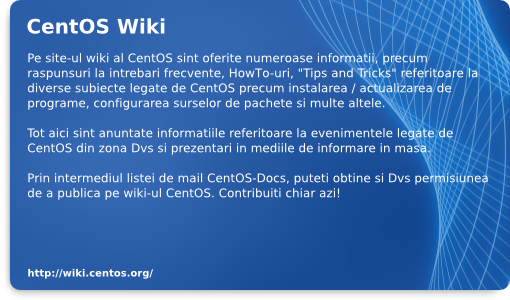 CentOS Wiki
Pe site-ul wiki al CentOS sint oferite numeroase informatii, precum
raspunsuri la intrebari frecvente, HowTo-uri, "Tips and Tricks" referitoare la
diverse subiecte legate de CentOS precum instalarea / actualizarea de
programe, configurarea surselor de pachete si multe altele.
Tot aici sint anuntate informatiile referitoare la evenimentele legate de
CentOS din zona Dvs si prezentari in mediile de informare in masa.
Prin intermediul listei de mail CentOS-Docs, puteti obtine si Dvs permisiunea
de a publica pe wiki-ul CentOS. Contribuiti chiar azi!
http://wiki.centos.org/